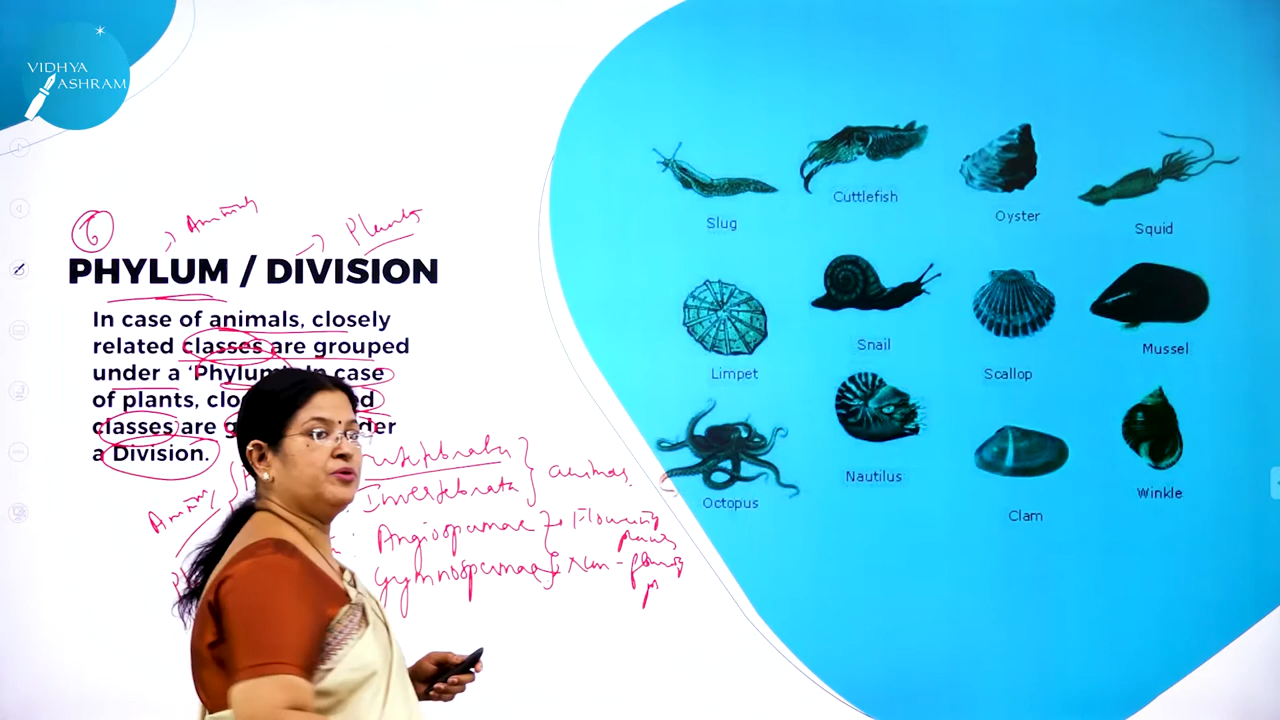 VIDHYA
ASHRAM
6
Animals
Plants
PHYLUM / DIVISION
In case of animals, closely
related classes are grouped
under a ‘Phylum’. In case
of plants, clo
classes are g
a Division.
Invertebrata } animals
Angiospermae } Flowering
plants
Gymnospermae } non-flowering
Slug
Cuttlefish
Oyster
Squid
Limpet
Snail
Scallop
Mussel
Octopus
Nautilus
Clam
Winkle